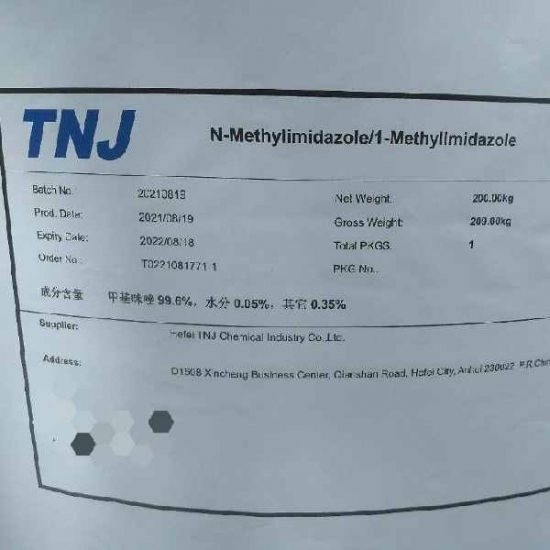 TNJ
N-Methylimidazole/1-Methylimidazole
Batch No. 20210819 Net Weight: 200.00kg
Prod. Date: 2021/08/19 Gross Weight: 200.00kg
Expiry Date: 2022/08/18 Total PKGS. 1
Order No.: T0221081771-1 PKG No..
成分含量 甲基咪唑 99.6%, 水分 0.05%, 其它 0.35%
Supplier: Hefei TNJ Chemical Industry Co.,Ltd.
Address: Xincheng Business Center, Qianshan Road, Hefei City, Anhui 230022 P.R.China